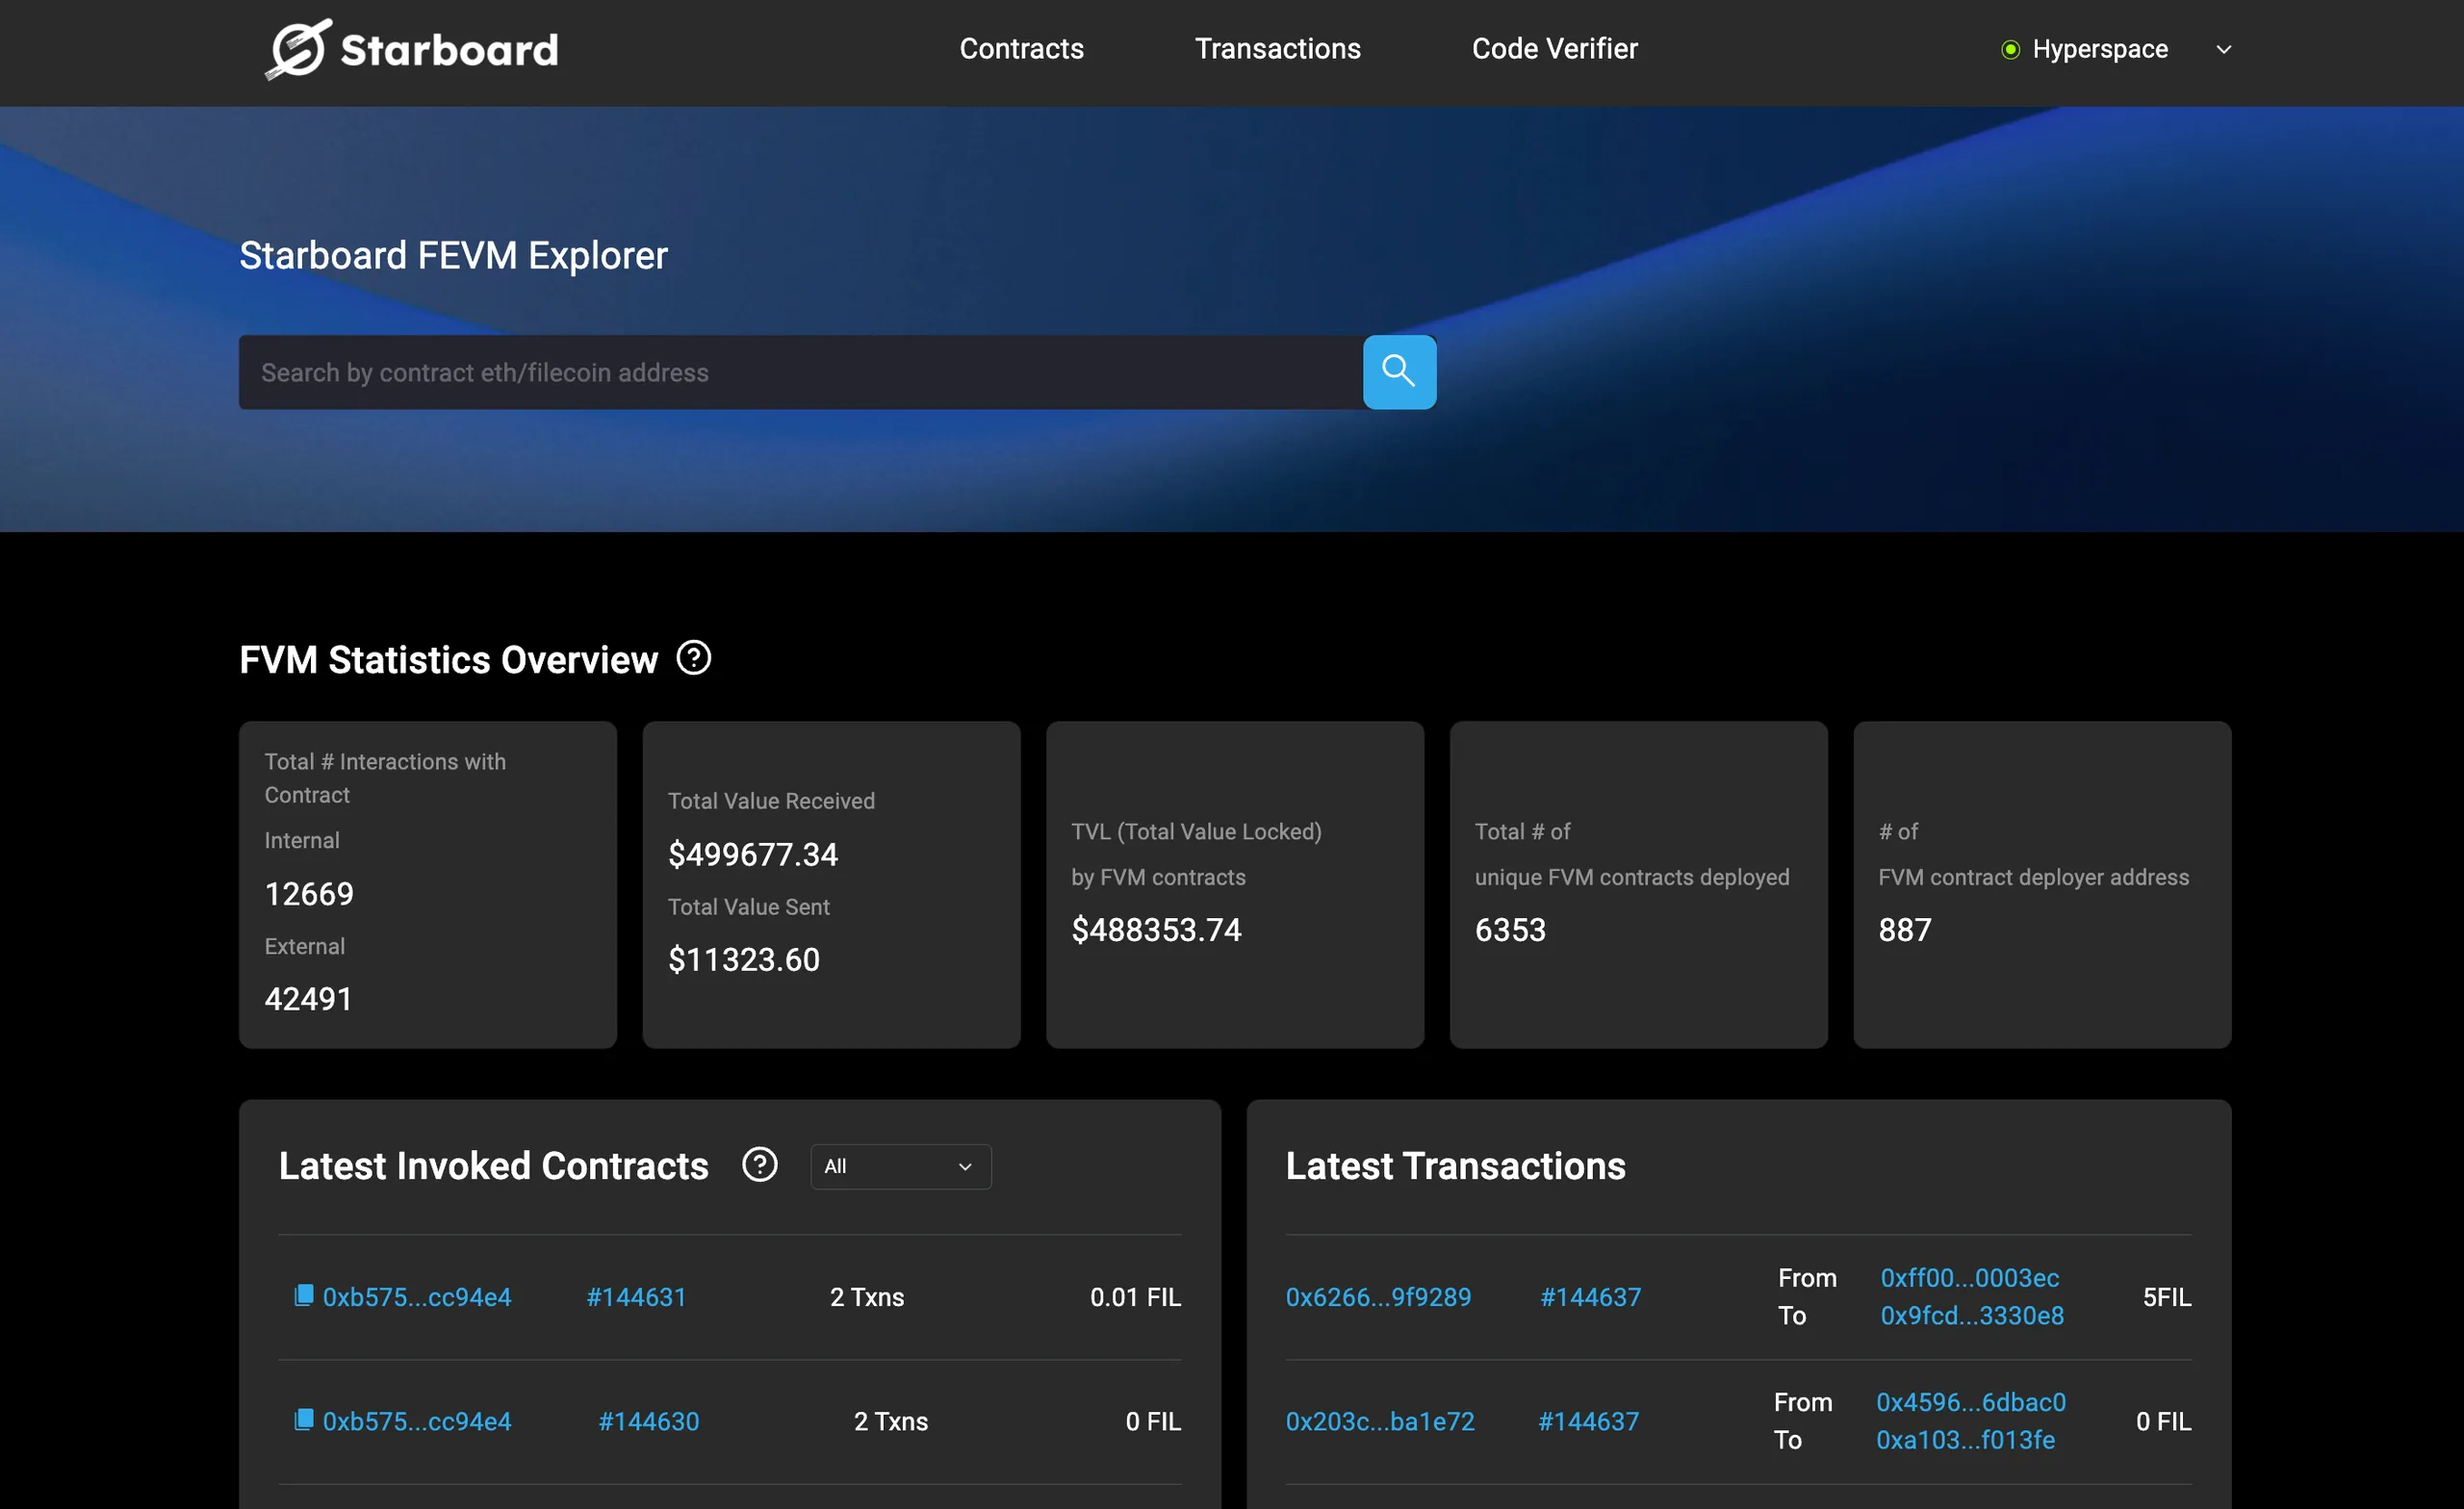 Starboard
Contracts
Transactions
Code Verifier
Hyperspace
Starboard FEVM Explorer
Search by contract eth/filecoin address
FVM Statistics Overview
Total # Interactions with
Contract
Internal
12669
External
42491
Total Value Received
$499677.34
Total Value Sent
$11323.60
TVL (Total Value Locked)
by FVM contracts
$488353.74
Total # of
unique FVM contracts deployed
6353
# of
FVM contract deployer address
887
Latest Invoked Contracts
All
0xb575...cc94e4 #144631 2 Txns 0.01 FIL
0xb575...cc94e4 #144630 2 Txns 0 FIL
Latest Transactions
0x6266...9f9289 #144637 From 0xff00...0003ec 5FIL
To 0x9fcd...3330e8
0x203c...ba1e72 #144637 From 0x4596...6dbac0 0 FIL
To 0xa103...f013fe